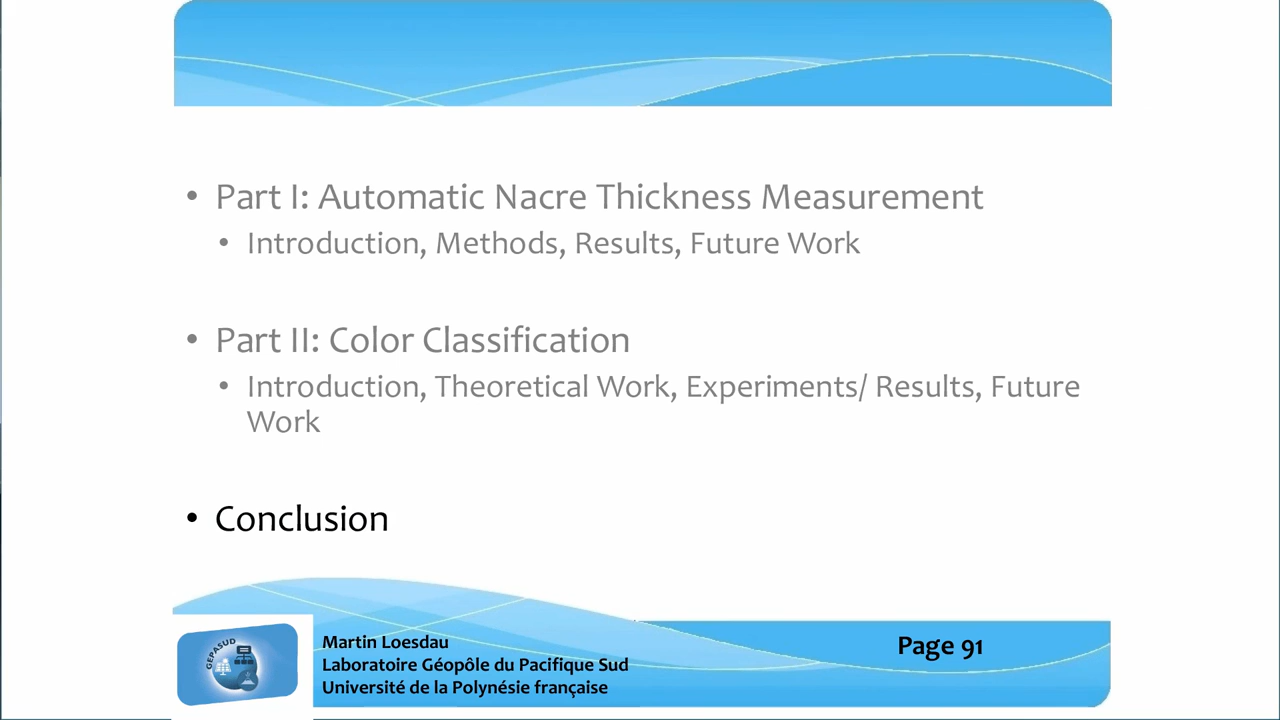 • Part I: Automatic Nacre Thickness Measurement
• Introduction, Methods, Results, Future Work
• Part II: Color Classification
• Introduction, Theoretical Work, Experiments/ Results, Future
Work
• Conclusion
GEPASUD
Martin Loesdau
Laboratoire Géopôle du Pacifique Sud
Université de la Polynésie française
Page 91